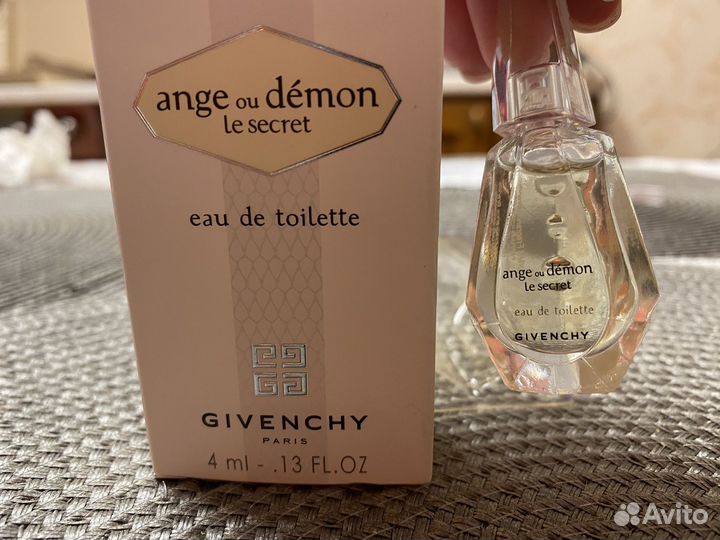 ange ou démon
le secret
eau de toilette
GIVENCHY
PARIS
4 ml - .13 FL.OZ
ange ou démon
le secret
eau de toilette
GIVENCHY
Avito